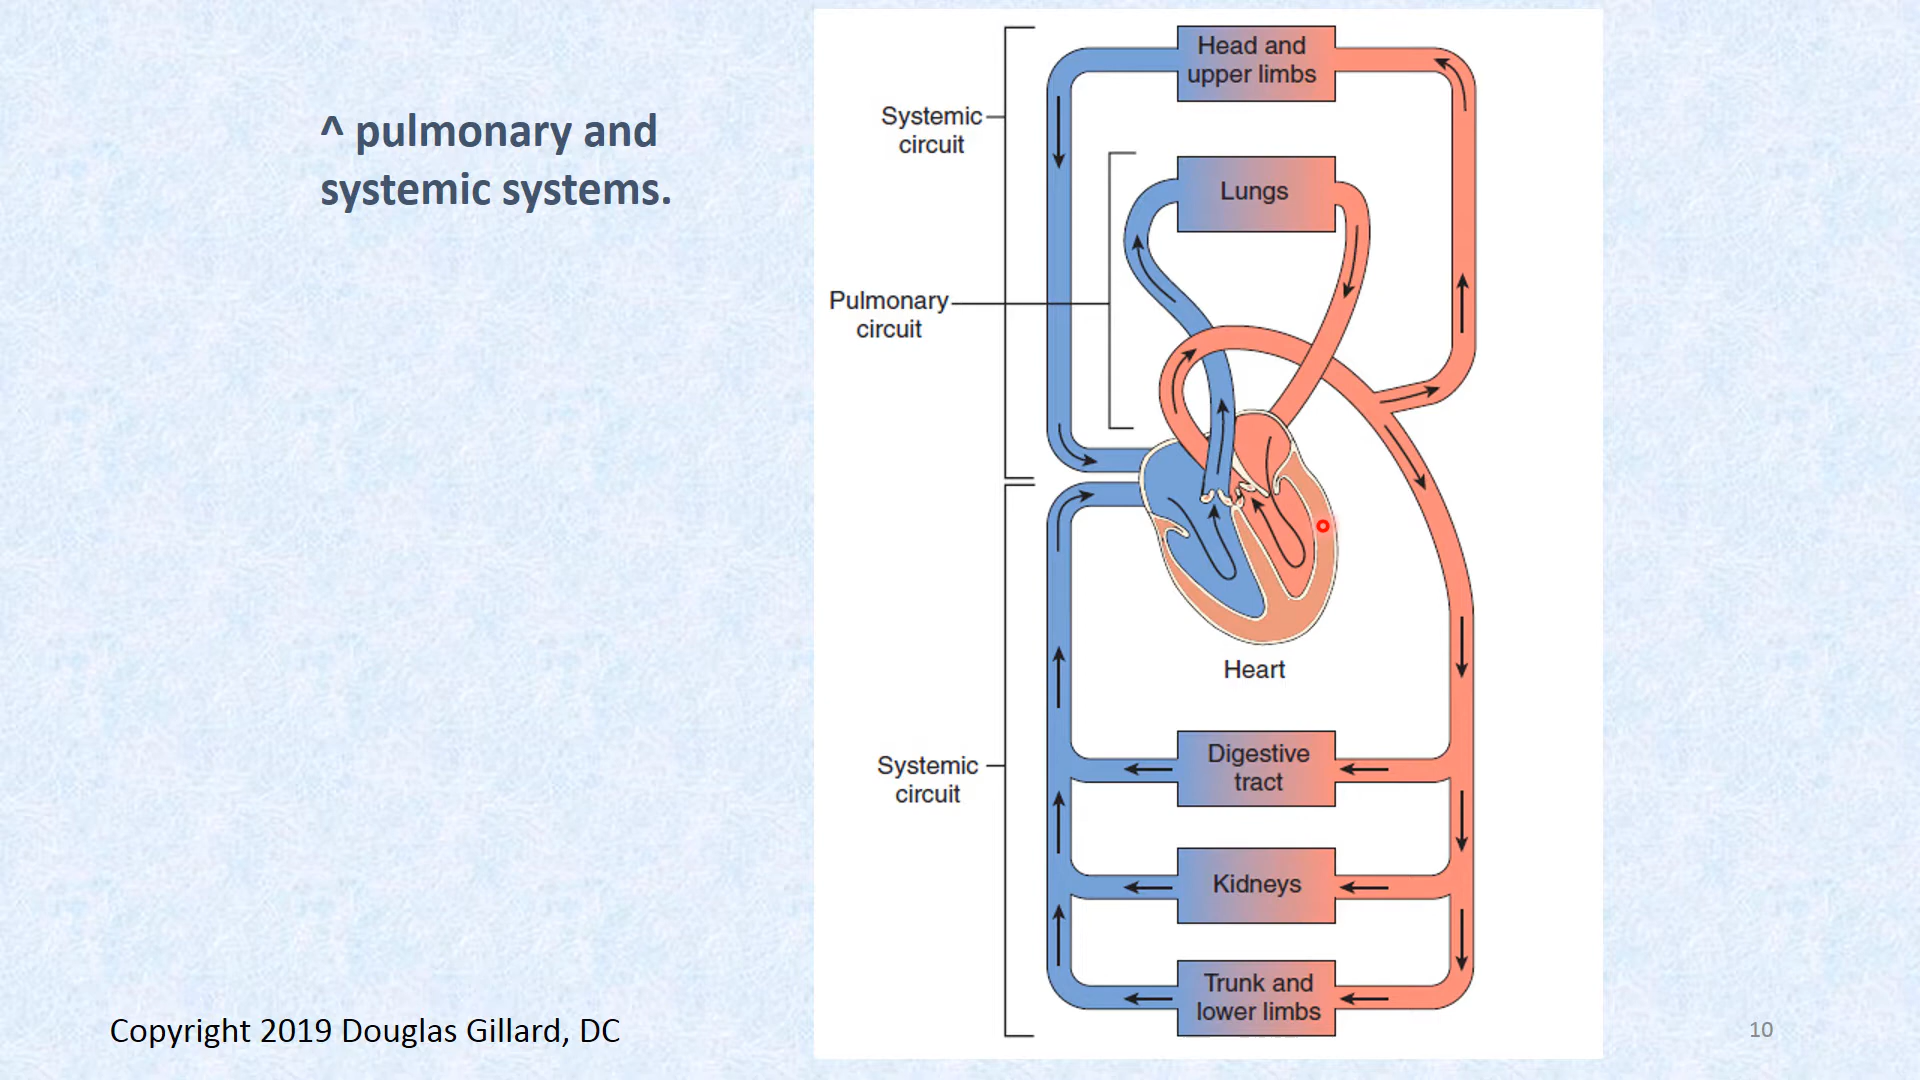 ^ pulmonary and
systemic systems.
Head and
upper limbs
Systemic
circuit
Lungs
Pulmonary
circuit
Heart
Digestive
tract
Systemic
circuit
Kidneys
Trunk and
lower limbs
Copyright 2019 Douglas Gillard, DC
10